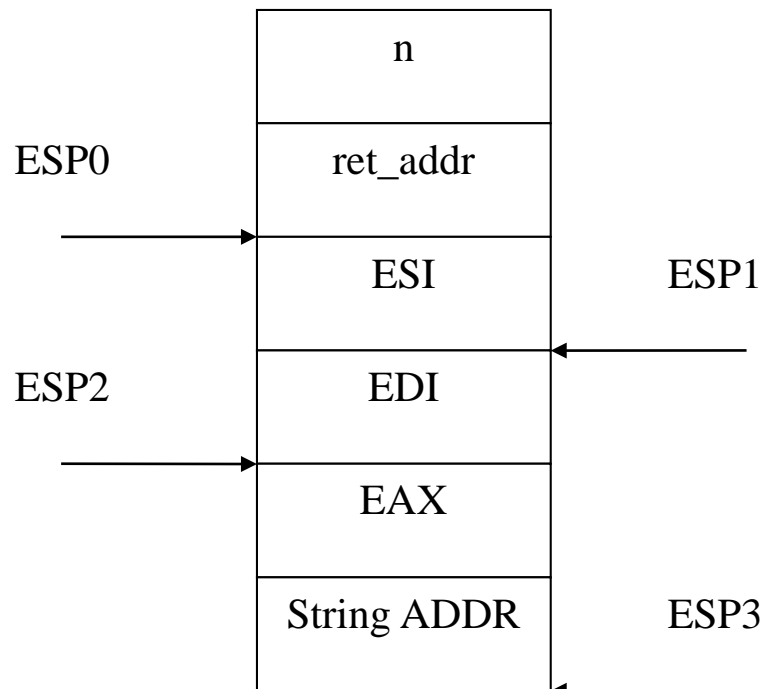 n
ESP0
ret_addr
ESI
ESP1
ESP2
EDI
EAX
String ADDR
ESP3